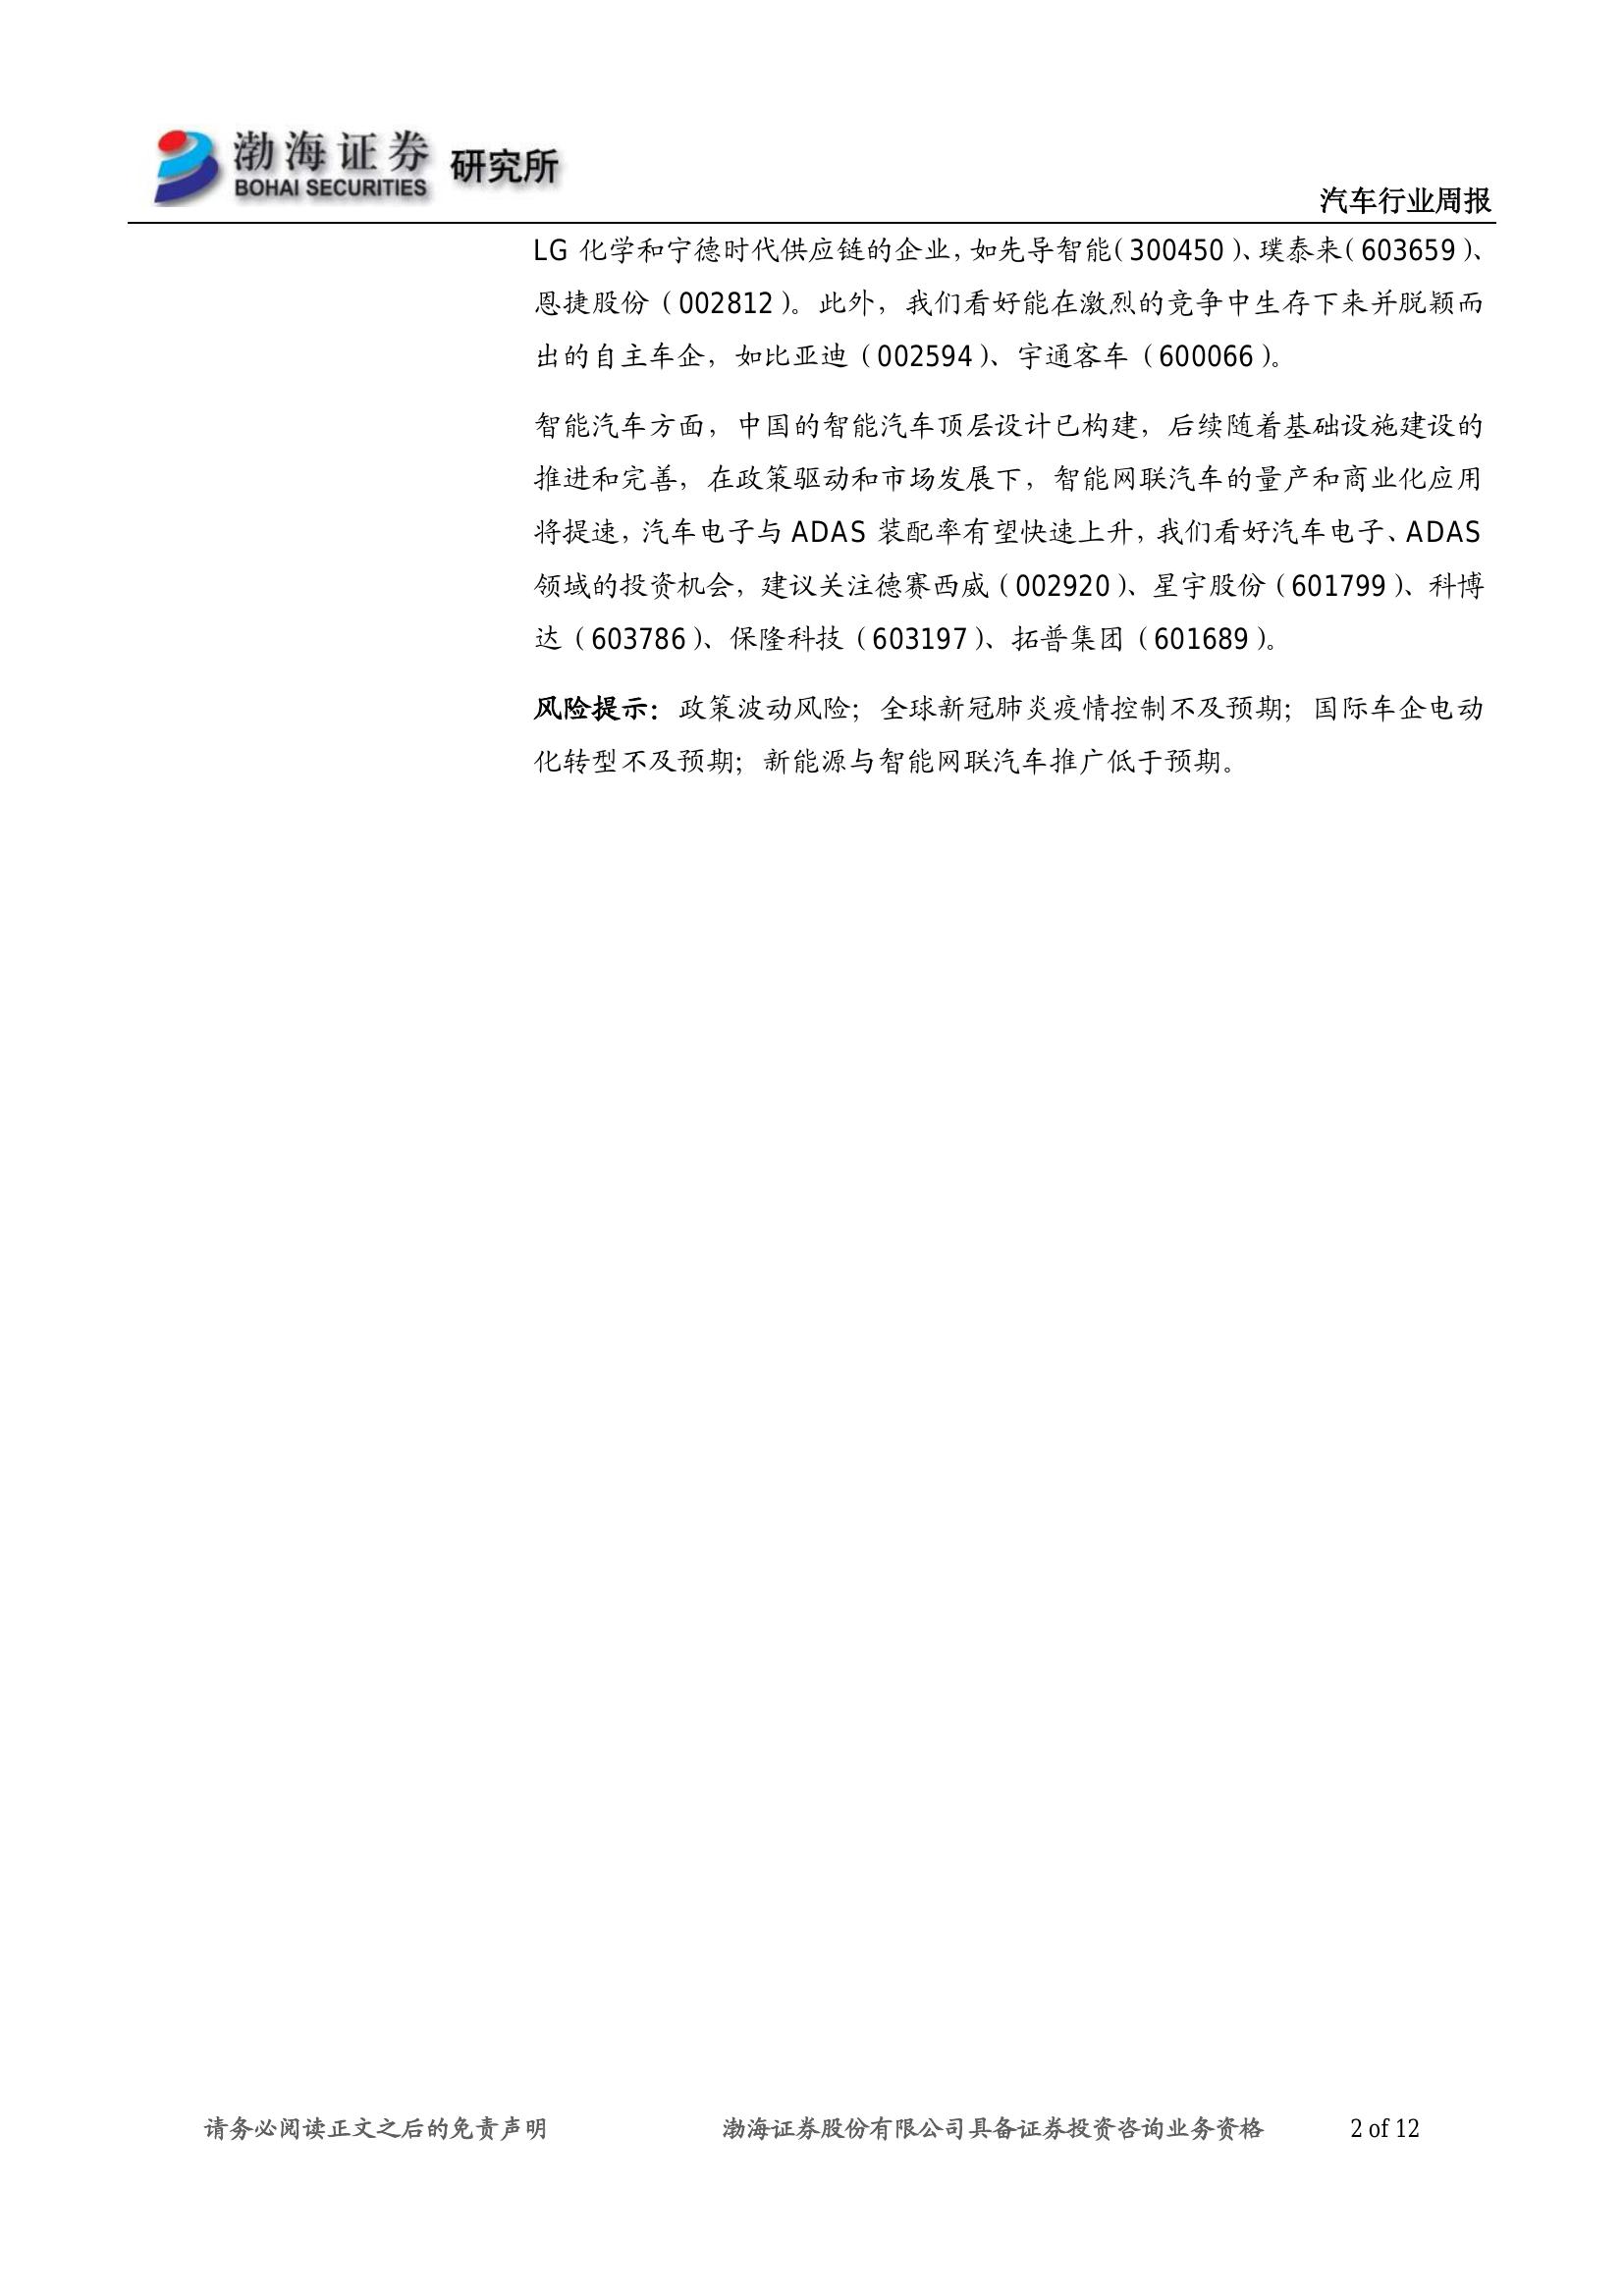 渤海证券 研究所
BOHAI SECURITIES
汽车行业周报
LG 化学和宁德时代供应链的企业，如先导智能（300450）、璞泰来（603659）、
恩捷股份（002812）。此外，我们看好能在激烈的竞争中生存下来并脱颖而
出的自主车企，如比亚迪（002594）、宇通客车（600066）。
智能汽车方面，中国的智能汽车顶层设计已构建，后续随着基础设施建设的
推进和完善，在政策驱动和市场发展下，智能网联汽车的量产和商业化应用
将提速，汽车电子与 ADAS 装配率有望快速上升，我们看好汽车电子、ADAS
领域的投资机会，建议关注德赛西威（002920）、星宇股份（601799）、科博
达（603786）、保隆科技（603197）、拓普集团（601689）。
风险提示：政策波动风险；全球新冠肺炎疫情控制不及预期；国际车企电动
化转型不及预期；新能源与智能网联汽车推广低于预期。
请务必阅读正文之后的免责声明 渤海证券股份有限公司具备证券投资咨询业务资格 2 of 12